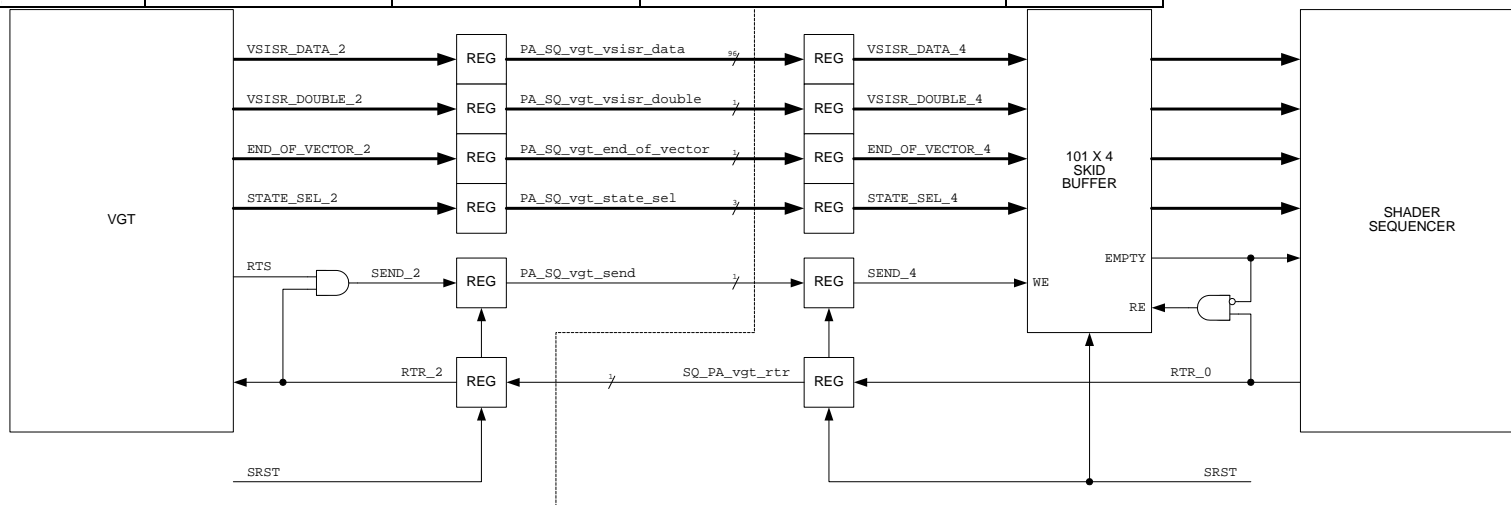 VSISR_DATA_2
REG
PA_SQ_vgt_vsisr_data
96
REG
VSISR_DATA_4
VSISR_DOUBLE_2
REG
PA_SQ_vgt_vsisr_double
1
REG
VSISR_DOUBLE_4
END_OF_VECTOR_2
REG
PA_SQ_vgt_end_of_vector
1
REG
END_OF_VECTOR_4
101 X 4
SKID
BUFFER
STATE_SEL_2
REG
PA_SQ_vgt_state_sel
3
REG
STATE_SEL_4
VGT
SHADER
SEQUENCER
RTS
SEND_2
REG
PA_SQ_vgt_send
1
REG
SEND_4
WE
EMPTY
RE
RTR_2
REG
1
SQ_PA_vgt_rtr
REG
RTR_0
SRST
SRST